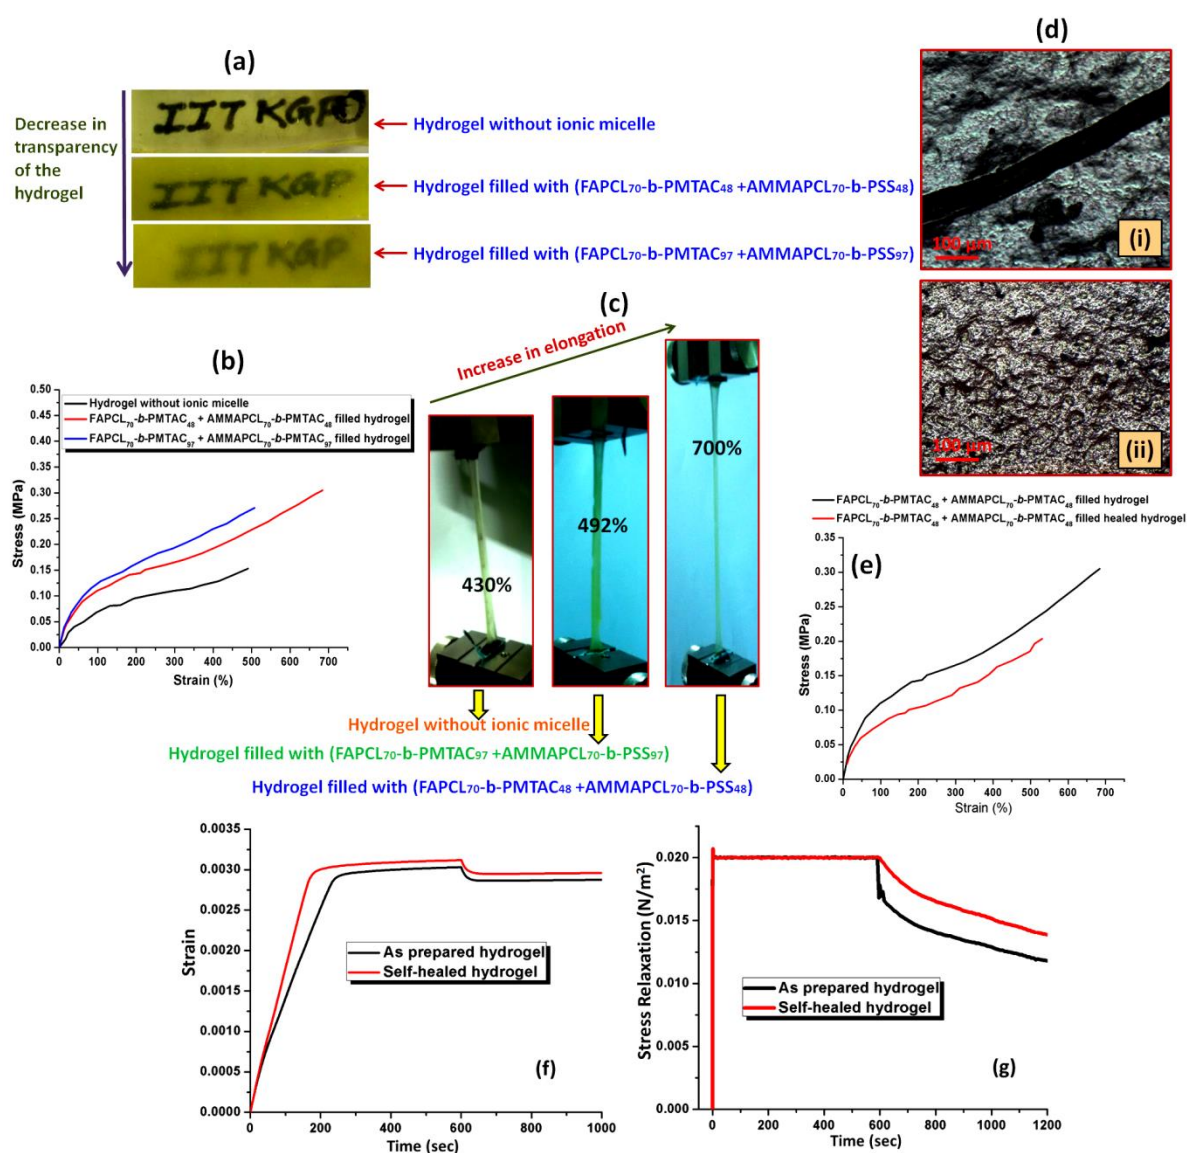 (a)
Decrease in
transparency
of the
hydrogel
IIT KGP
Hydrogel without ionic micelle
IIT KGP
Hydrogel filled with (FAPCL70-b-PMTAC48 +AMMAPCL70-b-PSS48)
IIT KGP
Hydrogel filled with (FAPCL70-b-PMTAC97 +AMMAPCL70-b-PSS97)
(d)
100 µm
(i)
100 µm
(ii)
(b)
0.50
0.45
0.40
0.35
0.30
0.25
0.20
0.15
0.10
0.05
0.00
Stress (MPa)
Hydrogel without ionic micelle
FAPCL70-b-PMTAC48 + AMMAPCL70-b-PMTAC48 filled hydrogel
FAPCL70-b-PMTAC97 + AMMAPCL70-b-PMTAC97 filled hydrogel
0 100 200 300 400 500 600 700
Strain (%)
(c)
Increase in elongation
430%
492%
700%
Hydrogel without ionic micelle
Hydrogel filled with (FAPCL70-b-PMTAC97 +AMMAPCL70-b-PSS97)
Hydrogel filled with (FAPCL70-b-PMTAC48 +AMMAPCL70-b-PSS48)
FAPCL70-b-PMTAC48 + AMMAPCL70-b-PMTAC48 filled hydrogel
FAPCL70-b-PMTAC48 + AMMAPCL70-b-PMTAC48 filled healed hydrogel
(e)
0.35
0.30
0.25
0.20
0.15
0.10
0.05
0.00
Stress (MPa)
0 100 200 300 400 500 600 700
Strain (%)
0.0035
0.0030
0.0025
0.0020
0.0015
0.0010
0.0005
0.0000
Strain
As prepared hydrogel
Self-healed hydrogel
(f)
0 200 400 600 800 1000
Time (sec)
0.020
0.015
0.010
0.005
0.000
Stress Relaxation (N/m²)
As prepared hydrogel
Self-healed hydrogel
(g)
0 200 400 600 800 1000 1200
Time (sec)